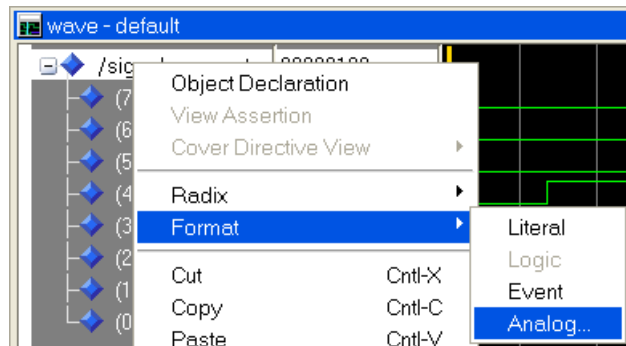 wave - default
/sig
00000100
(7
Object Declaration
(6
View Assertion
(5
Cover Directive View
(4
Radix
(3
Format
Literal
(2
Logic
(1
Cut Cntl-X
Event
(0
Copy Cntl-C
Analog...
Paste Cntl-V